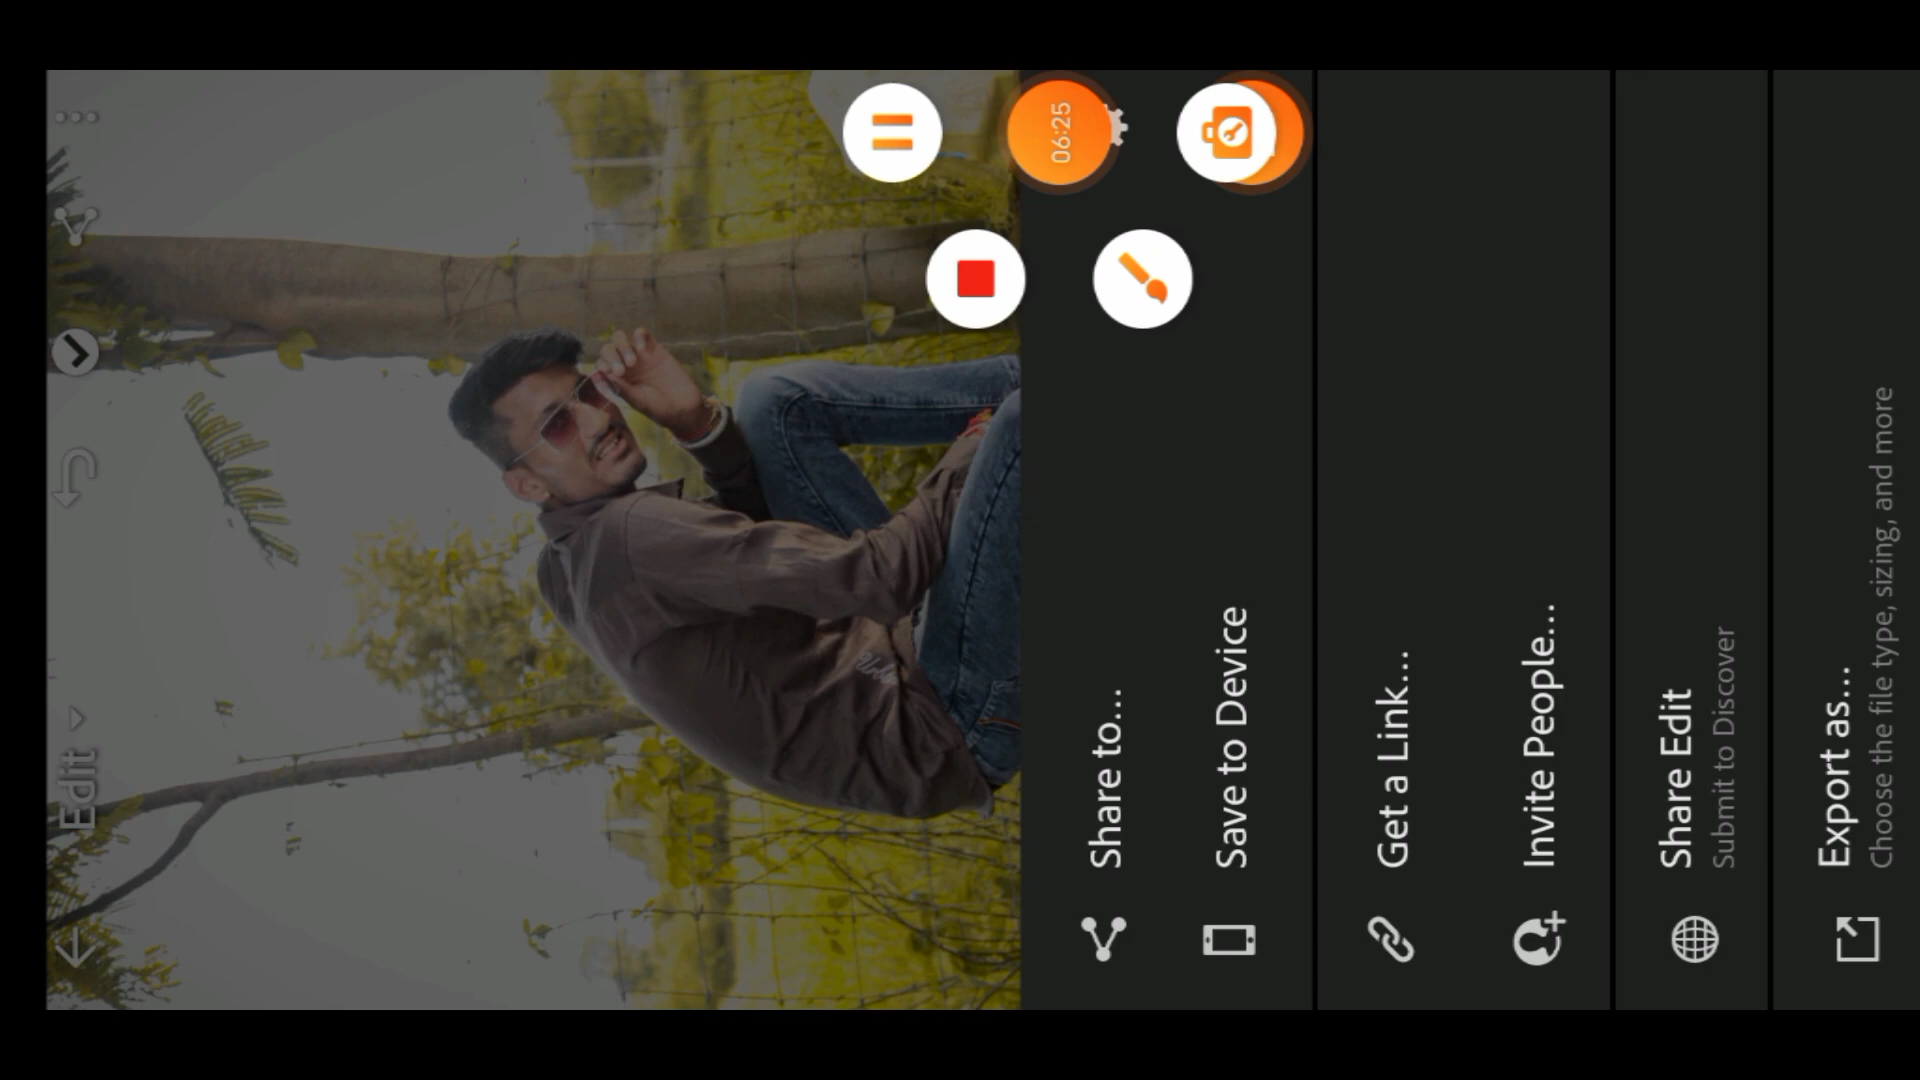 Edit
06:25
Share to...
Save to Device
Get a Link...
Invite People...
Share Edit
Submit to Discover
Export as...
Choose the file type, sizing, and more